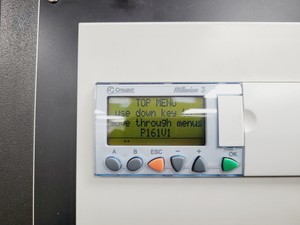 Crouzet Millenium 3
TOP MENU
use down key
through menus
P161V1
A B ESC − + OK